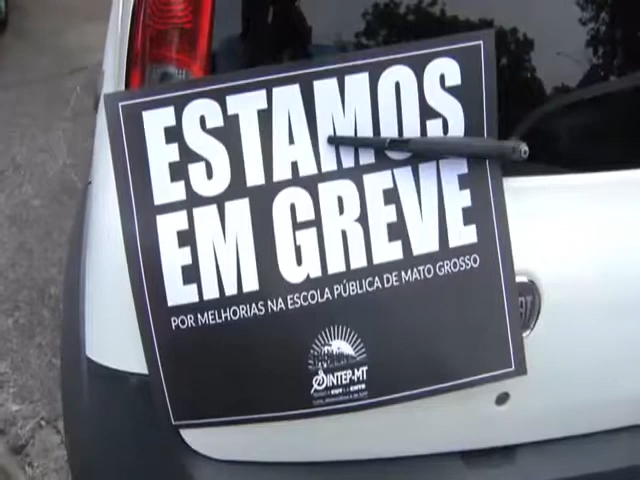 ESTAMOS
EM GREVE
POR MELHORIAS NA ESCOLA PÚBLICA DE MATO GROSSO
SINTEP-MT